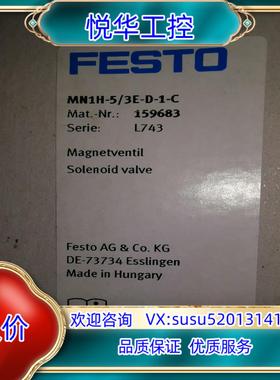 悦华工控
FESTO
MN1H-5/3E-D-1-C
Mat.-Nr.: 159683
Serie: L743
Magnetventil
Solenoid valve
Festo AG & Co. KG
DE-73734 Esslingen
Made in Hungary
价
欢迎咨询 VX:susu52013141
品质保证 优质服务